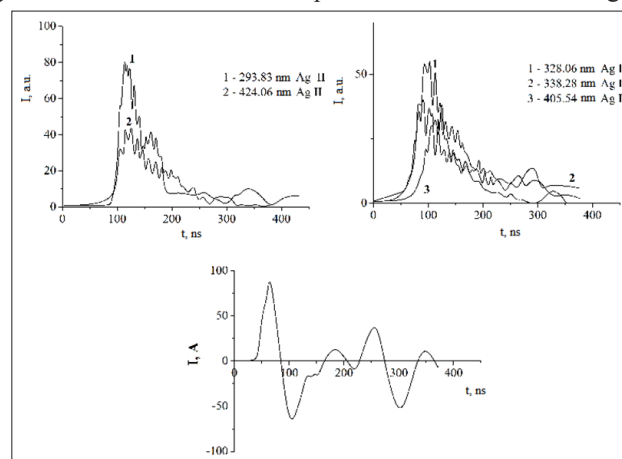 I, a.u.
80
60
40
20
0
1
2
1 - 293.83 nm Ag II
2 - 424.06 Ag II
0 100 200 300 400
t, ns
I, a.u.
50
0
1
2
3
1 - 328.06 nm Ag I
2 - 338.28 nm Ag I
3 - 405.54 nm Ag I
0 100 200 300 400
t, ns
I, A
100
50
0
-50
-100
0 100 200 300 400
t, ns